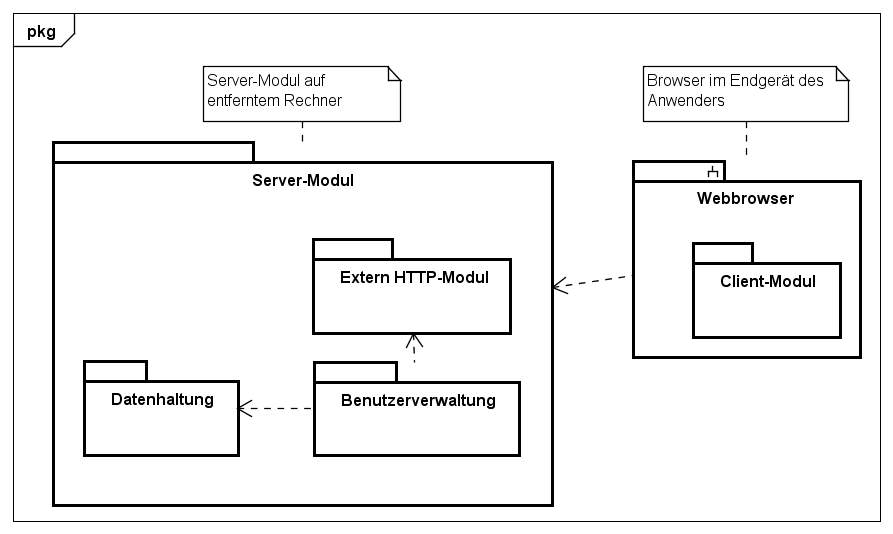 pkg
Server-Modul auf
entferntem Rechner
Browser im Endgerät des
Anwenders
Server-Modul
Webbrowser
Extern HTTP-Modul
Client-Modul
Datenhaltung
Benutzerverwaltung